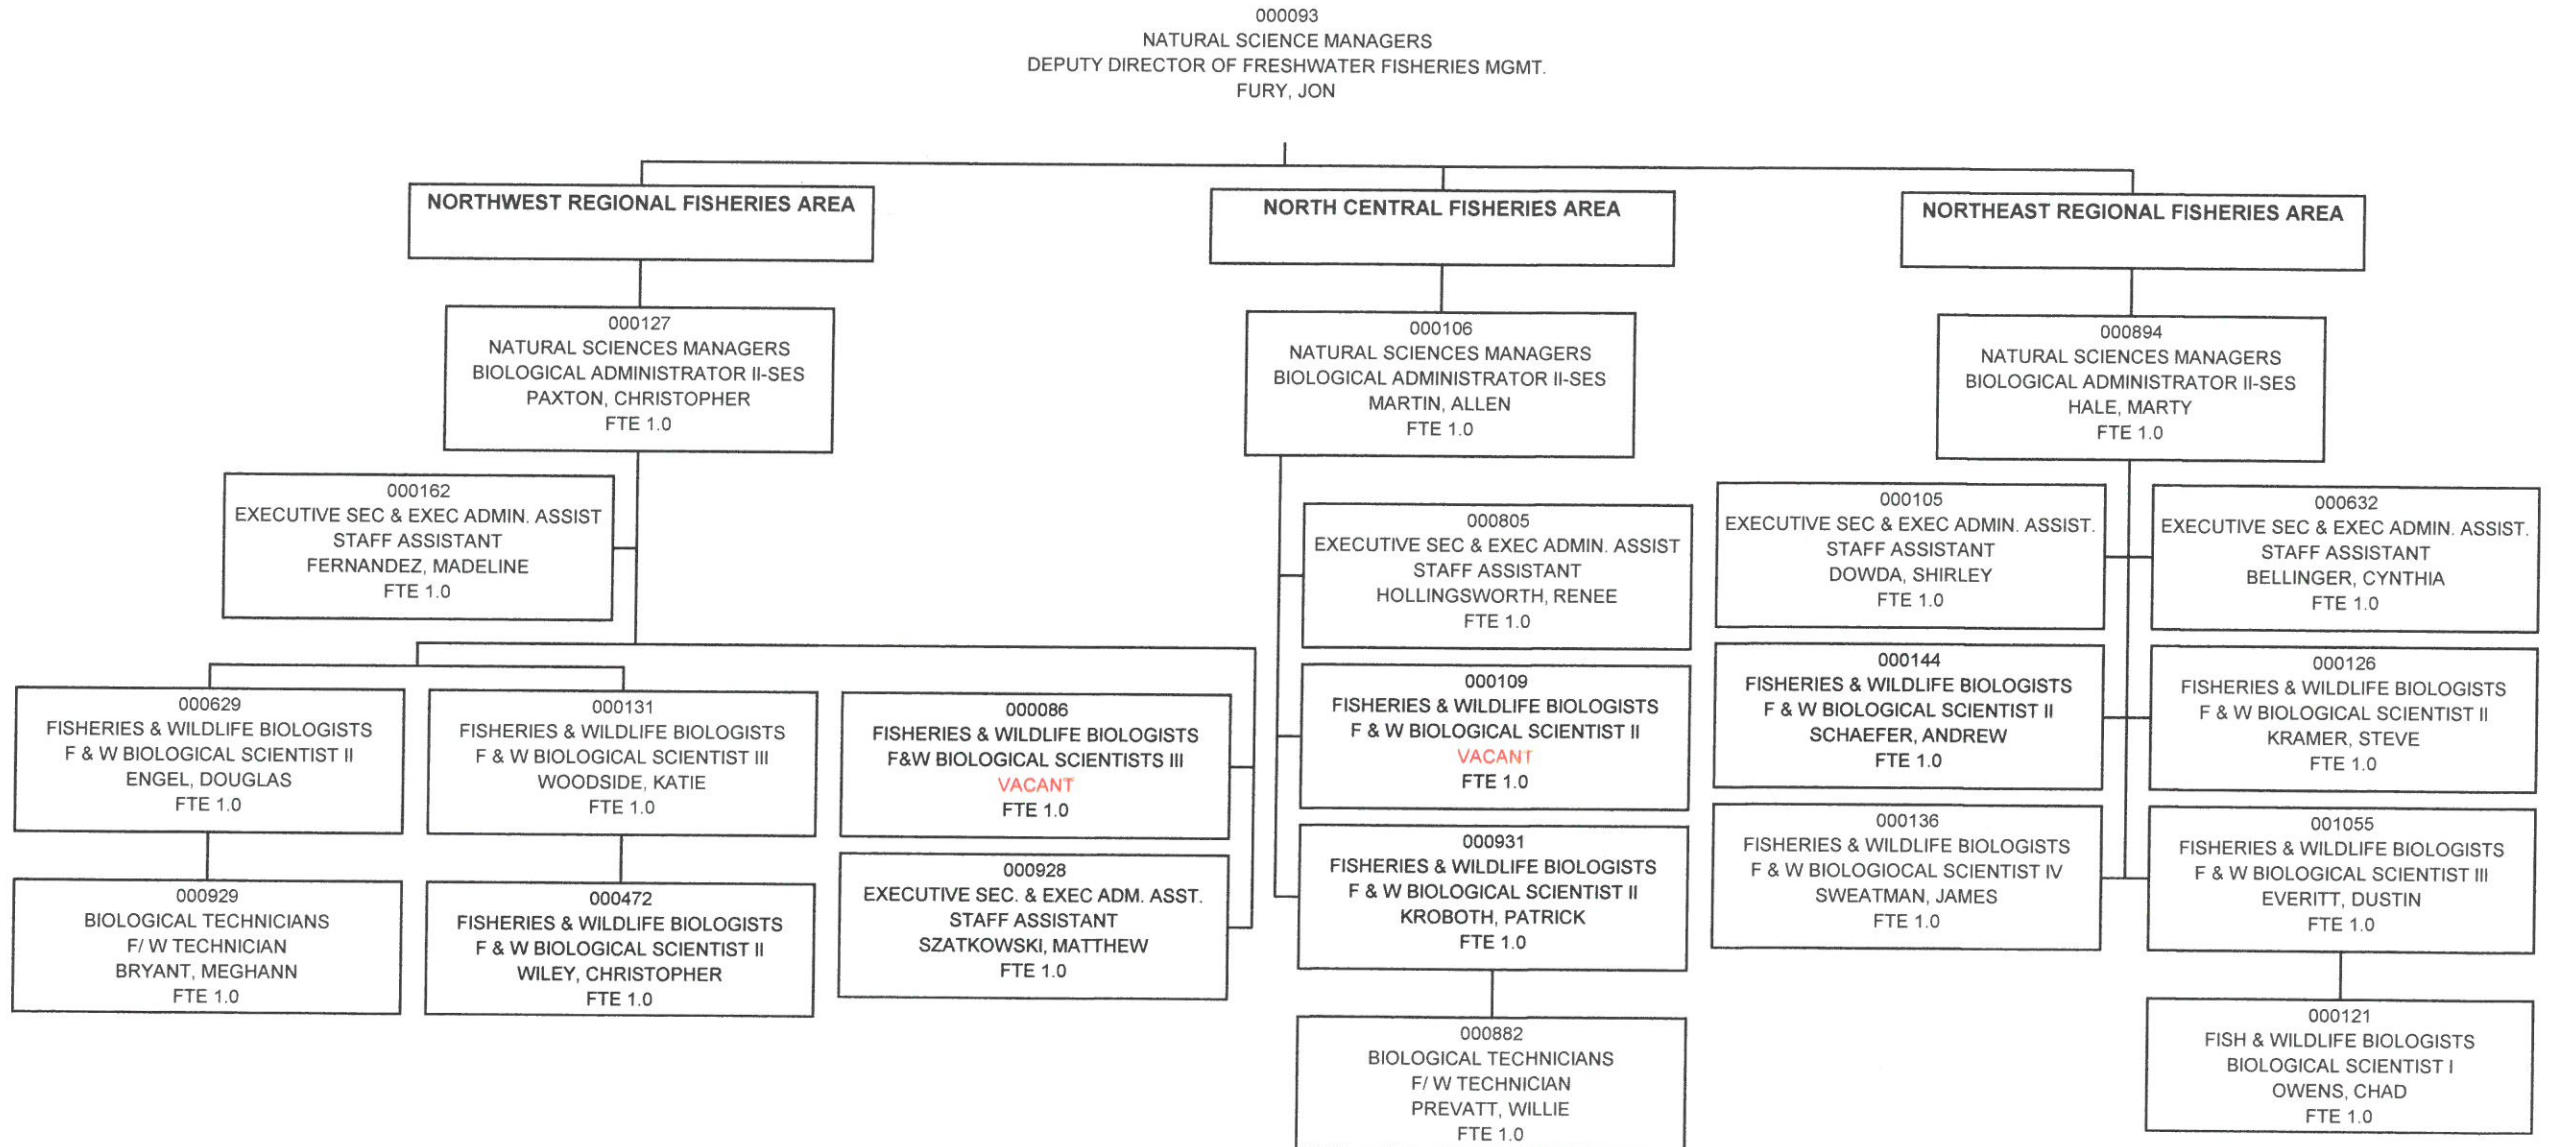 000093
NATURAL SCIENCE MANAGERS
DEPUTY DIRECTOR OF FRESHWATER FISHERIES MGMT.
FURY, JON
NORTHWEST REGIONAL FISHERIES AREA
NORTH CENTRAL FISHERIES AREA
NORTHEAST REGIONAL FISHERIES AREA
000127
NATURAL SCIENCES MANAGERS
BIOLOGICAL ADMINISTRATOR II-SES
PAXTON, CHRISTOPHER
FTE 1.0
000106
NATURAL SCIENCES MANAGERS
BIOLOGICAL ADMINISTRATOR II-SES
MARTIN, ALLEN
FTE 1.0
000894
NATURAL SCIENCES MANAGERS
BIOLOGICAL ADMINISTRATOR II-SES
HALE, MARTY
FTE 1.0
000162
EXECUTIVE SEC & EXEC ADMIN. ASSIST
STAFF ASSISTANT
FERNANDEZ, MADELINE
FTE 1.0
000805
EXECUTIVE SEC & EXEC ADMIN. ASSIST
STAFF ASSISTANT
HOLLINGSWORTH, RENEE
FTE 1.0
000105
EXECUTIVE SEC & EXEC ADMIN. ASSIST.
STAFF ASSISTANT
DOWDA, SHIRLEY
FTE 1.0
000632
EXECUTIVE SEC & EXEC ADMIN. ASSIST.
STAFF ASSISTANT
BELLINGER, CYNTHIA
FTE 1.0
000629
FISHERIES & WILDLIFE BIOLOGISTS
F & W BIOLOGICAL SCIENTIST II
ENGEL, DOUGLAS
FTE 1.0
000131
FISHERIES & WILDLIFE BIOLOGISTS
F & W BIOLOGICAL SCIENTIST III
WOODSIDE, KATIE
FTE 1.0
000086
FISHERIES & WILDLIFE BIOLOGISTS
F&W BIOLOGICAL SCIENTISTS III
VACANT
FTE 1.0
000109
FISHERIES & WILDLIFE BIOLOGISTS
F & W BIOLOGICAL SCIENTIST II
VACANT
FTE 1.0
000144
FISHERIES & WILDLIFE BIOLOGISTS
F & W BIOLOGICAL SCIENTIST II
SCHAEFER, ANDREW
FTE 1.0
000126
FISHERIES & WILDLIFE BIOLOGISTS
F & W BIOLOGICAL SCIENTIST II
KRAMER, STEVE
FTE 1.0
000929
BIOLOGICAL TECHNICIANS
F/ W TECHNICIAN
BRYANT, MEGHANN
FTE 1.0
000472
FISHERIES & WILDLIFE BIOLOGISTS
F & W BIOLOGICAL SCIENTIST II
WILEY, CHRISTOPHER
FTE 1.0
000928
EXECUTIVE SEC. & EXEC ADM. ASST.
STAFF ASSISTANT
SZATKOWSKI, MATTHEW
FTE 1.0
000931
FISHERIES & WILDLIFE BIOLOGISTS
F & W BIOLOGICAL SCIENTIST II
KROBOTH, PATRICK
FTE 1.0
000136
FISHERIES & WILDLIFE BIOLOGISTS
F & W BIOLOGIOCAL SCIENTIST IV
SWEATMAN, JAMES
FTE 1.0
001055
FISHERIES & WILDLIFE BIOLOGISTS
F & W BIOLOGICAL SCIENTIST III
EVERITT, DUSTIN
FTE 1.0
000882
BIOLOGICAL TECHNICIANS
F/ W TECHNICIAN
PREVATT, WILLIE
FTE 1.0
000121
FISH & WILDLIFE BIOLOGISTS
BIOLOGICAL SCIENTIST I
OWENS, CHAD
FTE 1.0